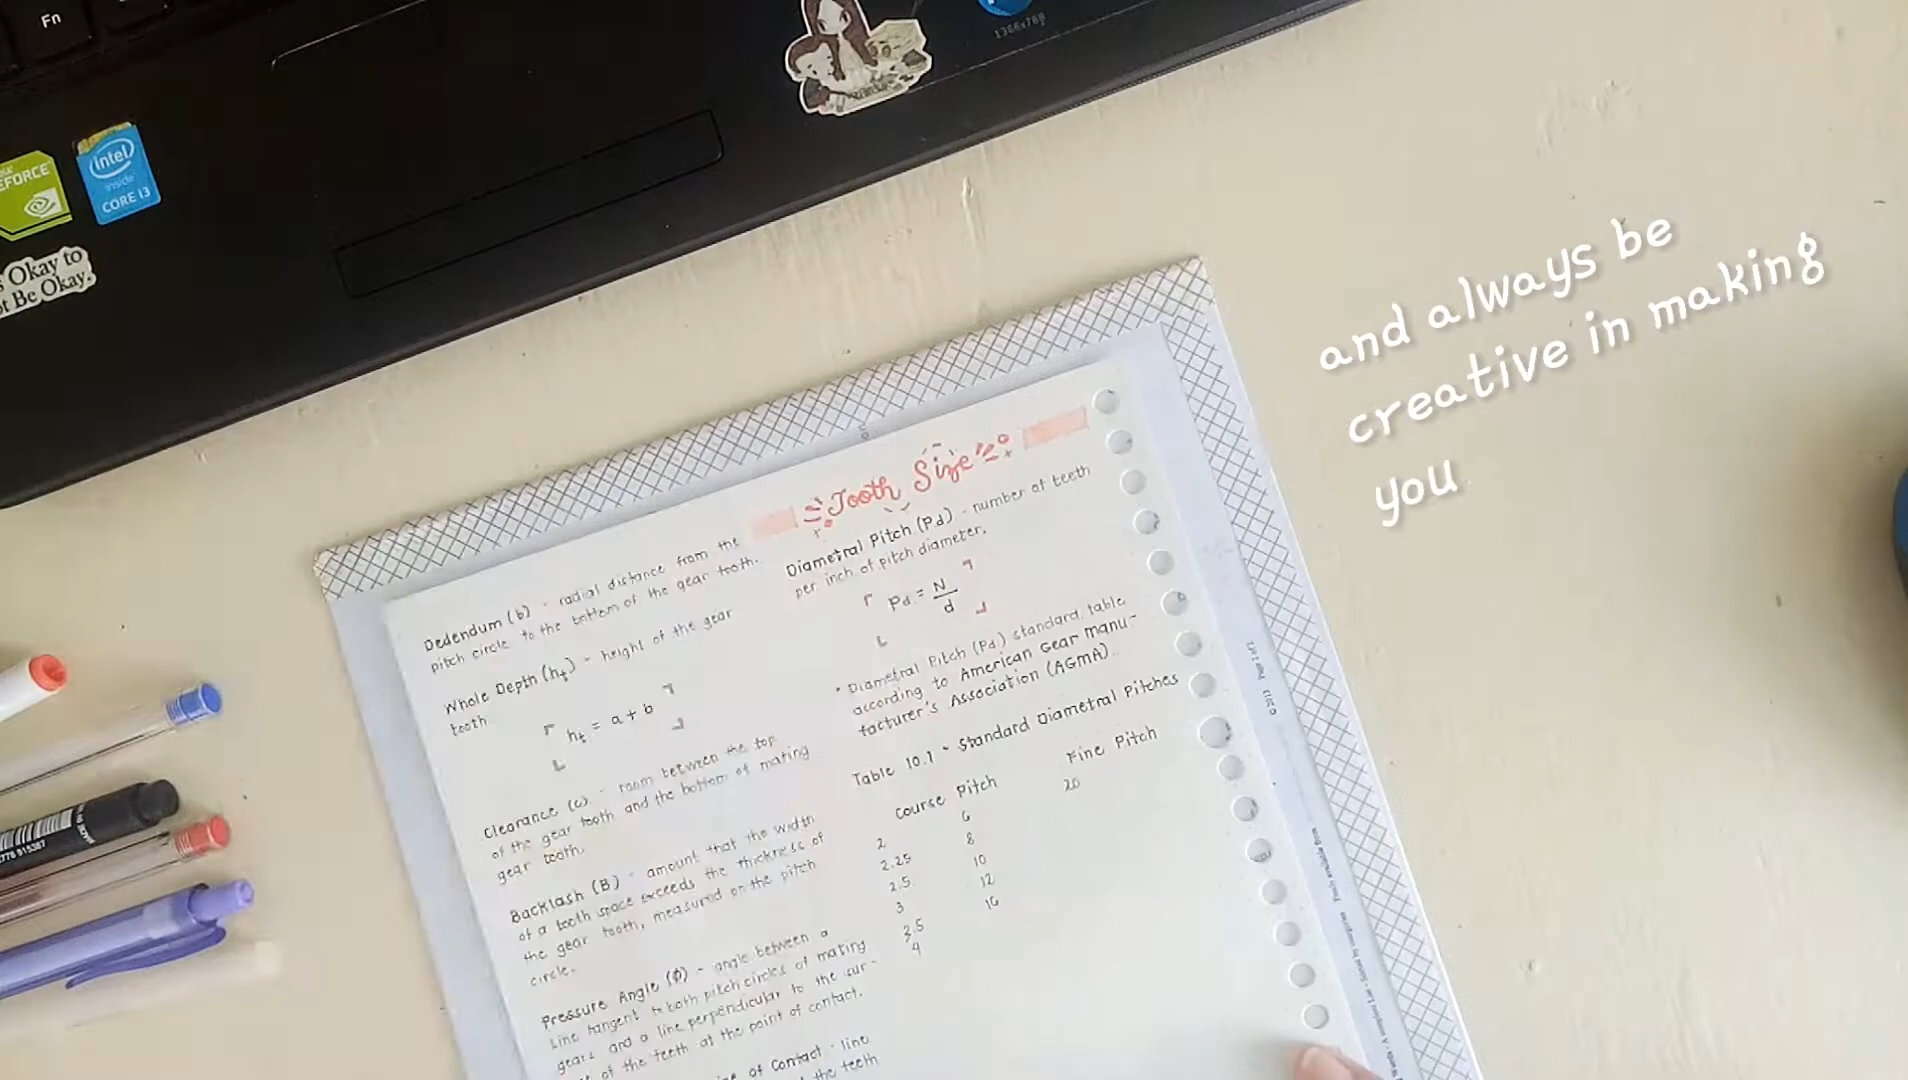 Fn
1366x768
intel
inside
CORE i3
EFORCE
Okay to
Be Okay.
and always be
creative in making
you
Tooth Size
Dedendum (b) - radial distance from the
pitch circle to the bottom of the gear tooth.
Whole Depth (ht) - height of the gear
tooth
ht = a + b
Clearance (c) - room between the top
of the gear tooth and the bottom of mating
gear tooth.
Backlash (B) - amount that the width
of a tooth space exceeds the thickness of
the gear tooth, measured on the pitch
circle.
Pressure Angle (φ) - angle between a
line tangent to both pitch circles of mating
gears and a line perpendicular to the sur-
of the teeth at the point of contact.
of Contact - line
the teeth
Diametral Pitch (Pd) - number of teeth
per inch of pitch diameter.
Pd = N/d
• Diametral Pitch (Pd) standard table
according to American Gear Manu-
facturer's Association (AGMA).
Table 10.1 - Standard Diametral Pitches
Course Pitch Fine Pitch
2 6 20
2.25 8
2.5 10
3 12
3.5 16
4